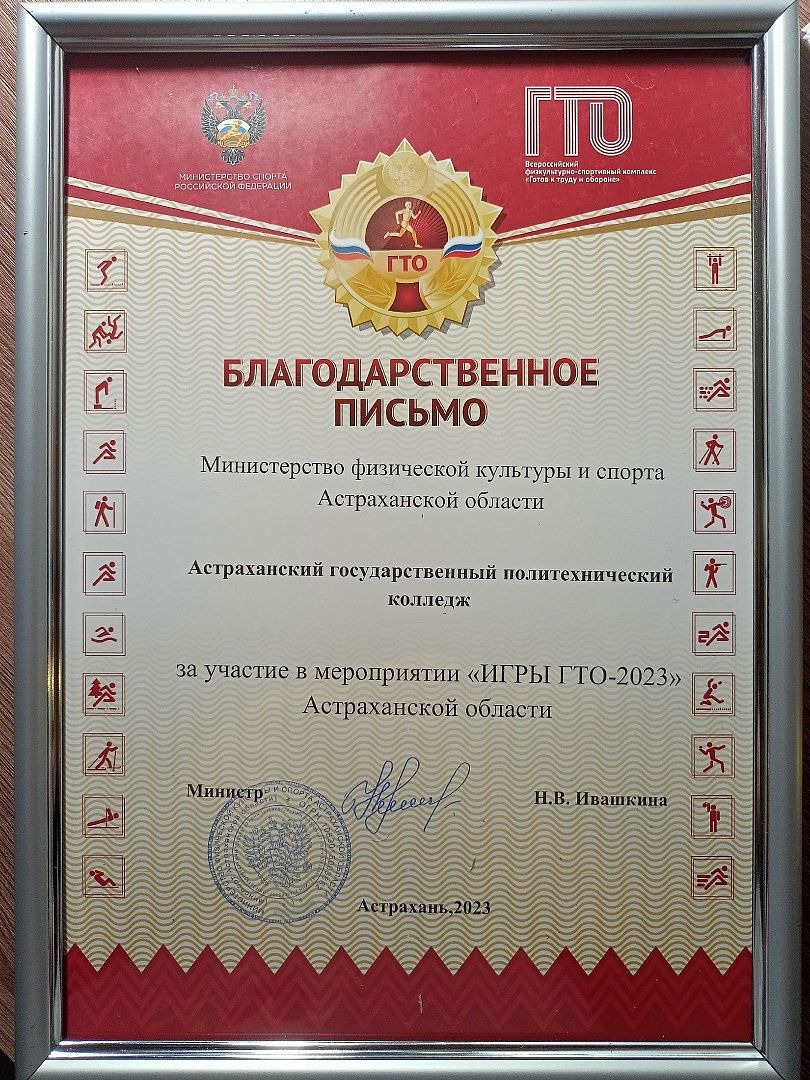 МИНИСТЕРСТВО СПОРТА
РОССИЙСКОЙ ФЕДЕРАЦИИ
ГТО
Всероссийский
физкультурно-спортивный комплекс
«Готов к труду и обороне»
ГТО
БЛАГОДАРСТВЕННОЕ
ПИСЬМО
Министерство физической культуры и спорта
Астраханской области
Астраханский государственный политехнический
колледж
за участие в мероприятии «ИГРЫ ГТО-2023»
Астраханской области
Министр
Н.В. Ивашкина
Астрахань,2023